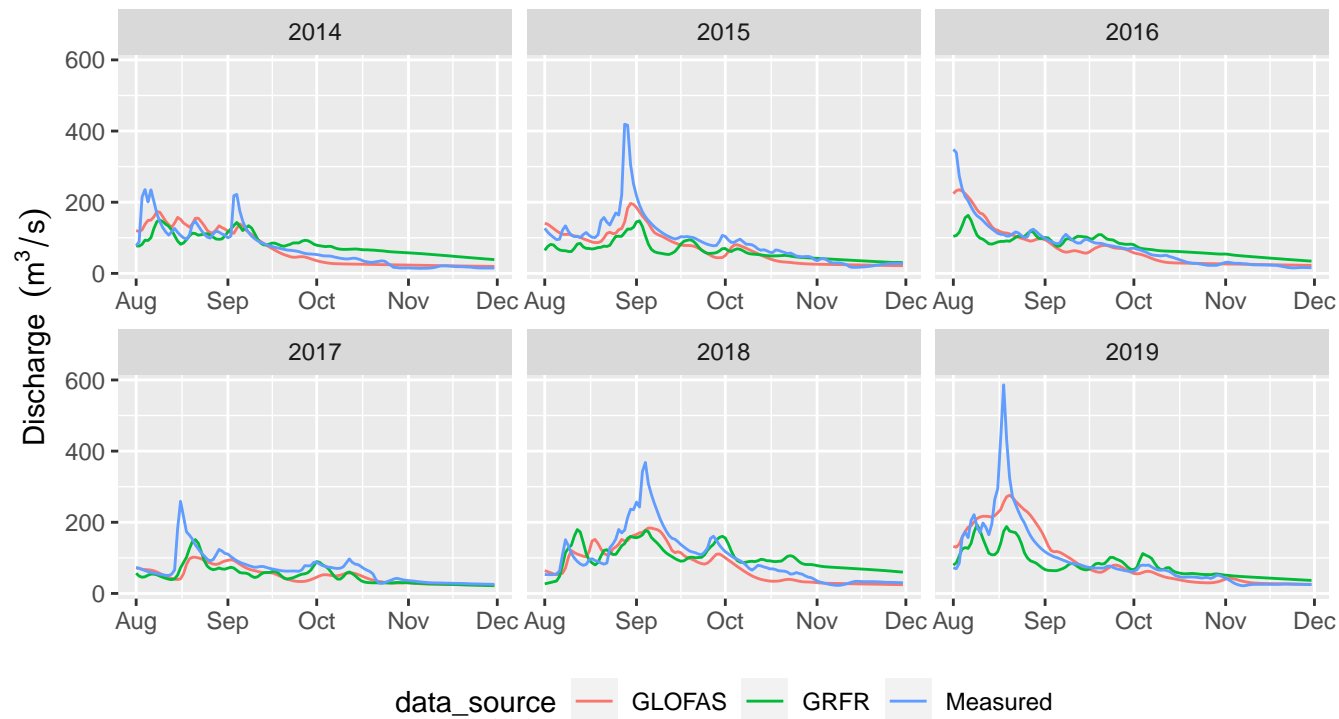 2014 2015 2016
600
400
200
0
Aug Sep Oct Nov Dec Aug Sep Oct Nov Dec Aug Sep Oct Nov Dec
2017 2018 2019
600
400
200
0
Aug Sep Oct Nov Dec Aug Sep Oct Nov Dec Aug Sep Oct Nov Dec
Discharge (m³/s)
data_source GLOFAS GRFR Measured